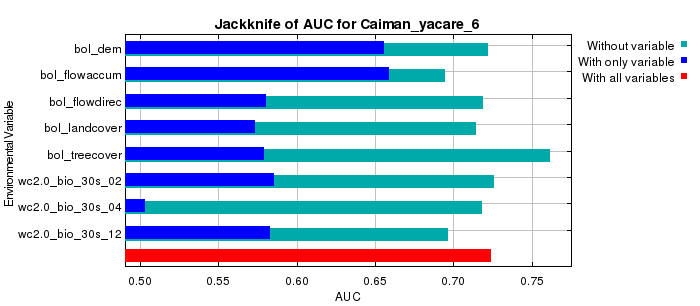 Jackknife of AUC for Caiman_yacare_6
Environmental Variable
bol_dem
bol_flowaccum
bol_flowdirec
bol_landcover
bol_treecover
wc2.0_bio_30s_02
wc2.0_bio_30s_04
wc2.0_bio_30s_12
Without variable
With only variable
With all variables
0.50 0.55 0.60 0.65 0.70 0.75
AUC